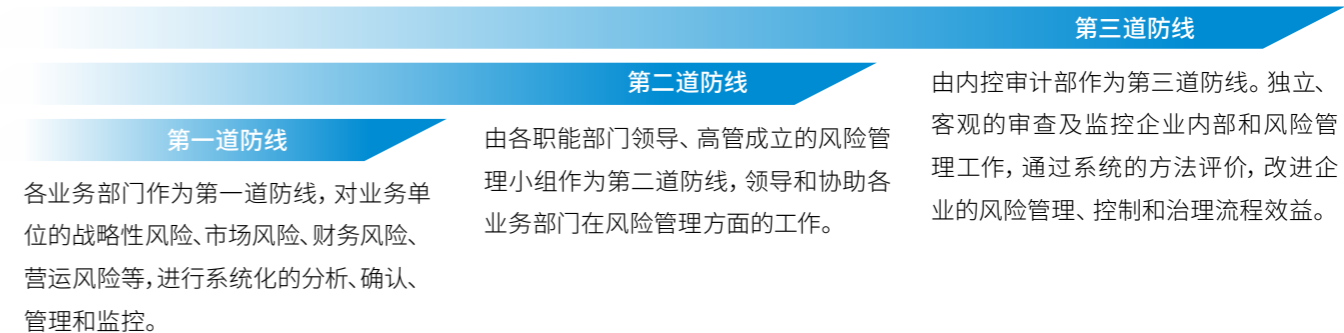 第一道防线
各业务部门作为第一道防线，对业务单
位的战略性风险、市场风险、财务风险、
营运风险等，进行系统化的分析、确认、
管理和监控。
第二道防线
由各职能部门领导、高管成立的风险管
理小组作为第二道防线，领导和协助各
业务部门在风险管理方面的工作。
第三道防线
由内控审计部作为第三道防线。独立、
客观的审查及监控企业内部和风险管
理工作，通过系统的方法评价，改进企
业的风险管理、控制和治理流程效益。